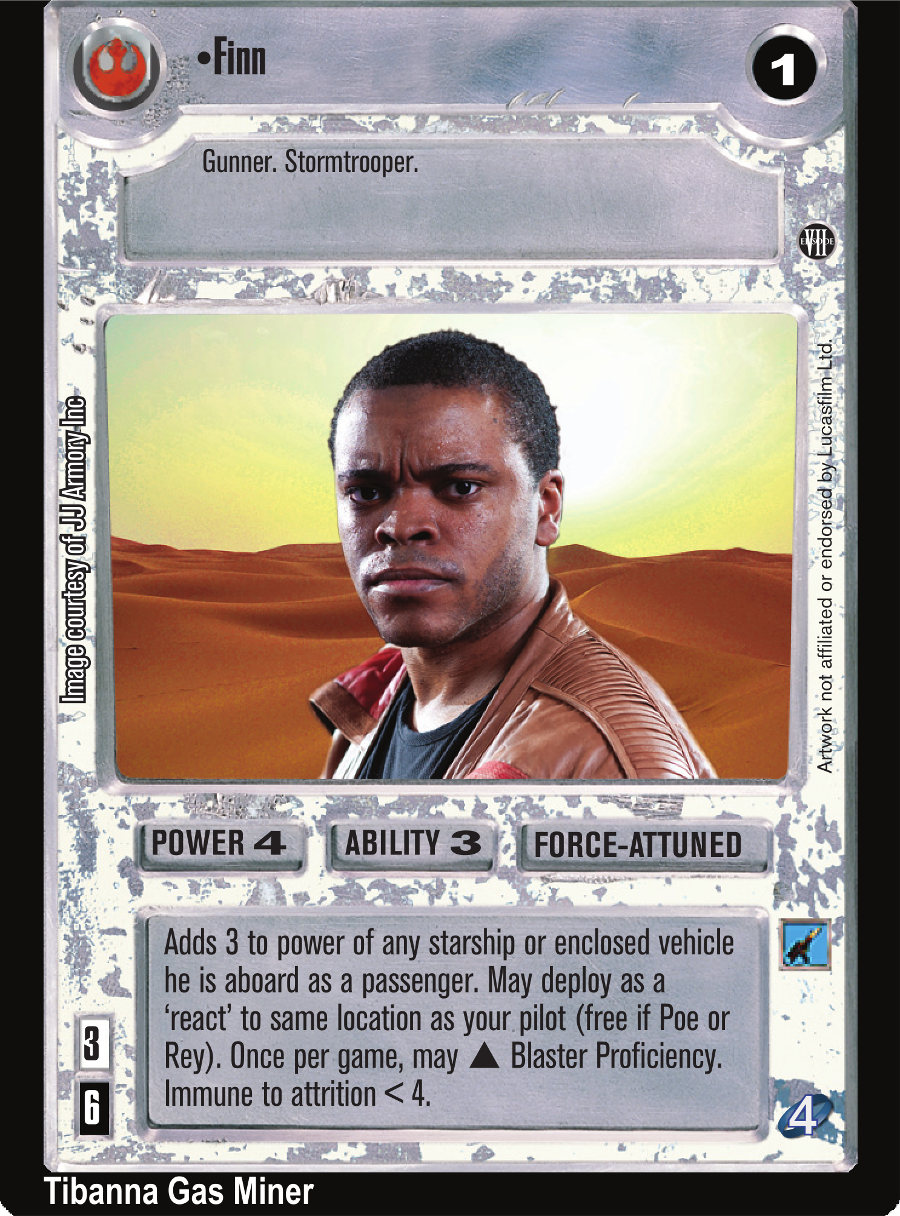 •Finn
1
Gunner. Stormtrooper.
EPISODE VII
Image courtesy of JJ Armory Inc
Artwork not affiliated or endorsed by Lucasfilm Ltd.
POWER 4
ABILITY 3
FORCE-ATTUNED
Adds 3 to power of any starship or enclosed vehicle
he is aboard as a passenger. May deploy as a
‘react’ to same location as your pilot (free if Poe or
Rey). Once per game, may ▲ Blaster Proficiency.
Immune to attrition < 4.
3
6
4
Tibanna Gas Miner